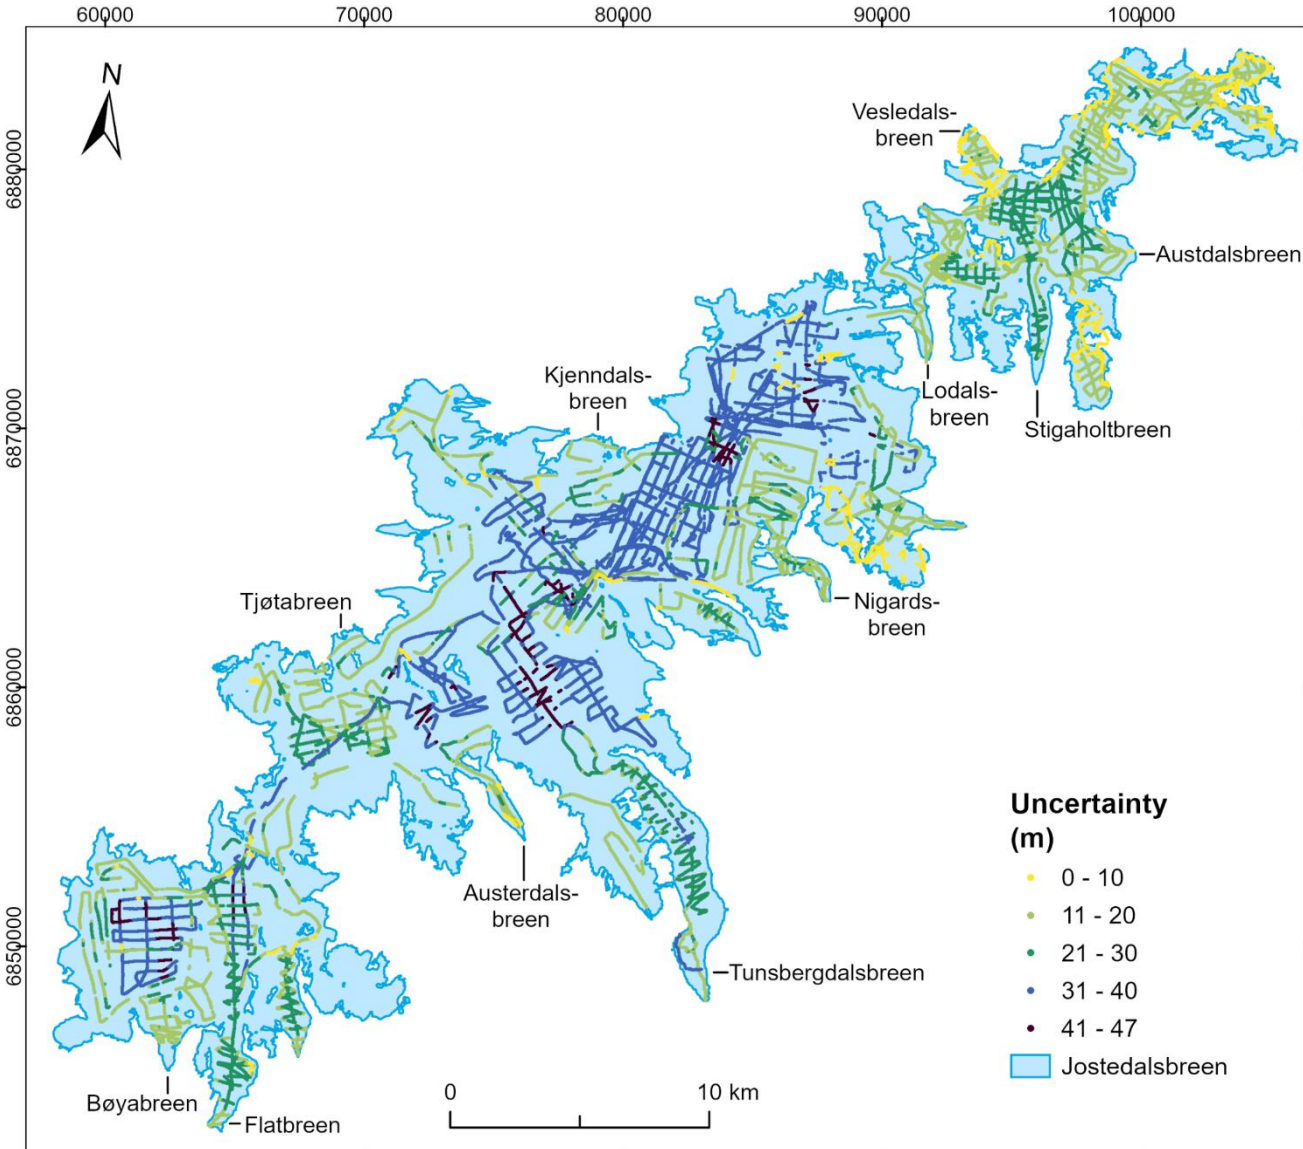 60000
70000
80000
90000
100000
N
6880000
6870000
6860000
6850000
Vesledals-
breen
Austdalsbreen
Kjenndals-
breen
Lodals-
breen
Stigaholtbreen
Tjøtabreen
Nigards-
breen
Austerdals-
breen
Tunsbergdalsbreen
Bøyabreen
Flatbreen
0 10 km
Uncertainty
(m)
0 - 10
11 - 20
21 - 30
31 - 40
41 - 47
Jostedalsbreen